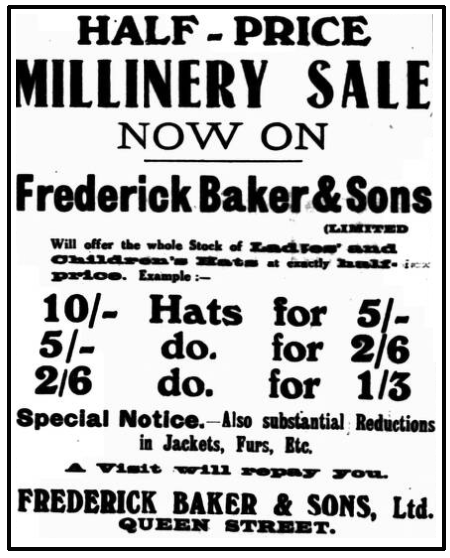 HALF-PRICE
MILLINERY SALE
NOW ON
Frederick Baker & Sons
(LIMITED
Will offer the whole Stock of Ladies' and
Children's Hats at exactly half-
price. Example :—
10/- Hats for 5/-
5/- do. for 2/6
2/6 do. for 1/3
Special Notice.—Also substantial Reductions
in Jackets, Furs, Etc.
A Visit will repay you.
FREDERICK BAKER & SONS, Ltd.
QUEEN STREET.